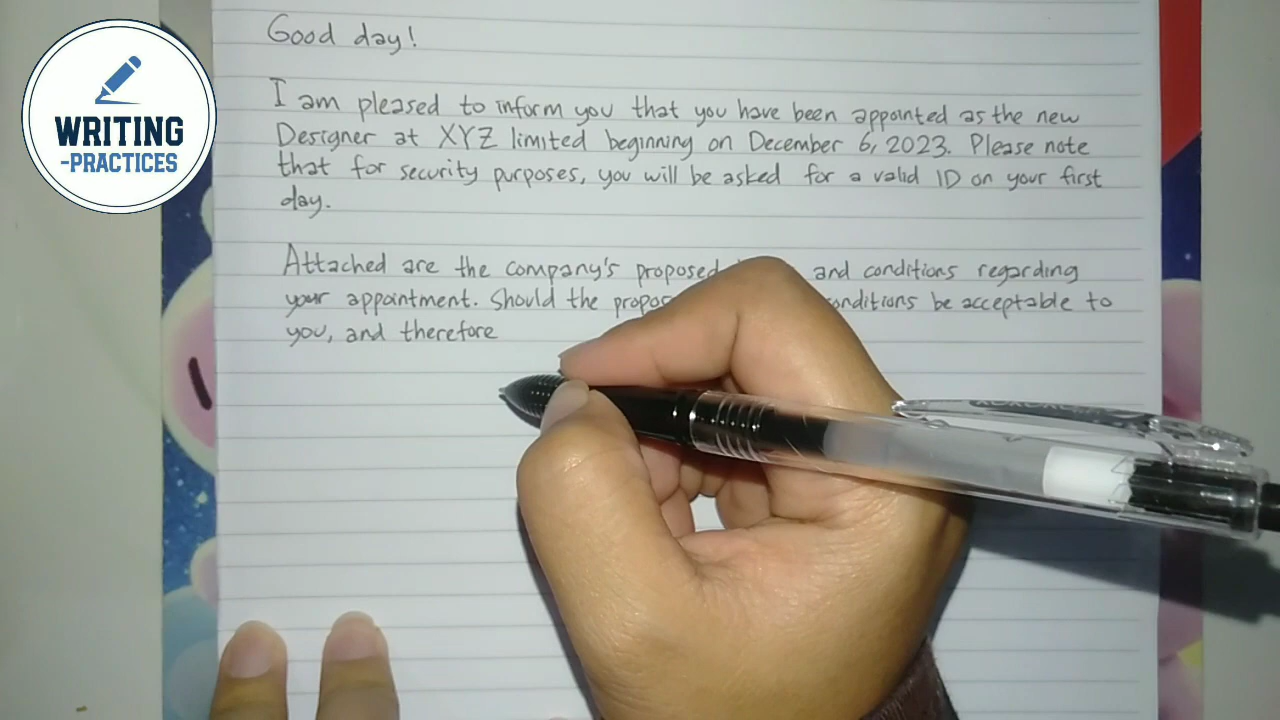 WRITING
-PRACTICES
Good day!
I am pleased to inform you that you have been appointed as the new
Designer at XYZ limited beginning on December 6, 2023. Please note
that for security purposes, you will be asked for a valid ID on your first
day.
Attached are the company's proposed and conditions regarding
your appointment. Should the be acceptable to
you, and therefore